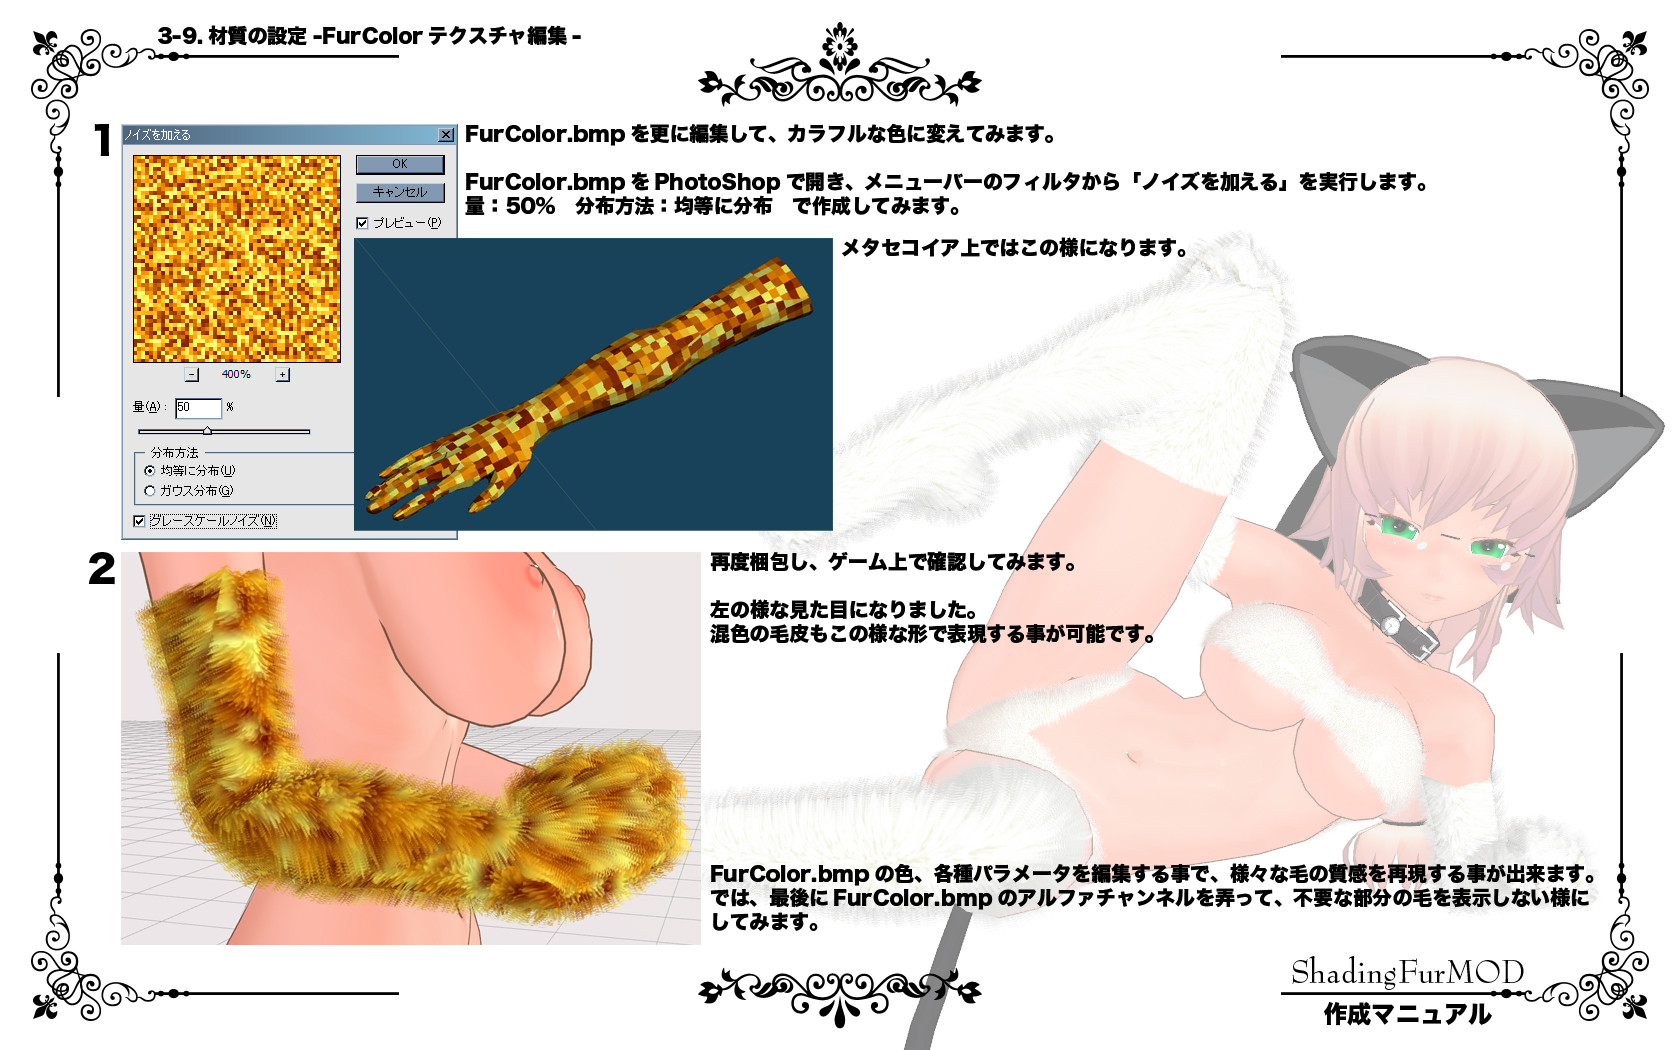 3-9. 材質の設定 -FurColor テクスチャ編集 -
1
ノイズを加える
OK
キャンセル
プレビュー(P)
400%
量(A): 50 %
分布方法
均等に分布(U)
ガウス分布(G)
グレースケールノイズ(N)
FurColor.bmp を更に編集して、カラフルな色に変えてみます。
FurColor.bmp を PhotoShop で開き、メニューバーのフィルタから「ノイズを加える」を実行します。
量：50%　分布方法：均等に分布　で作成してみます。
メタセコイア上ではこの様になります。
2
再度梱包し、ゲーム上で確認してみます。
左の様な見た目になりました。
混色の毛皮もこの様な形で表現する事が可能です。
FurColor.bmp の色、各種パラメータを編集する事で、様々な毛の質感を再現する事が出来ます。
では、最後に FurColor.bmp のアルファチャンネルを弄って、不要な部分の毛を表示しない様に
してみます。
ShadingFurMOD
作成マニュアル